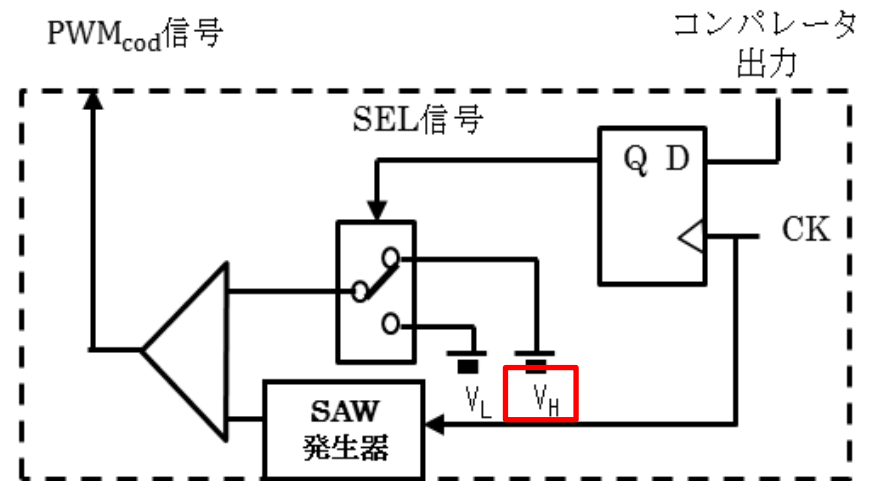 PWMcod信号
コンパレータ
出力
SEL信号
Q D
CK
VL
VH
SAW
発生器